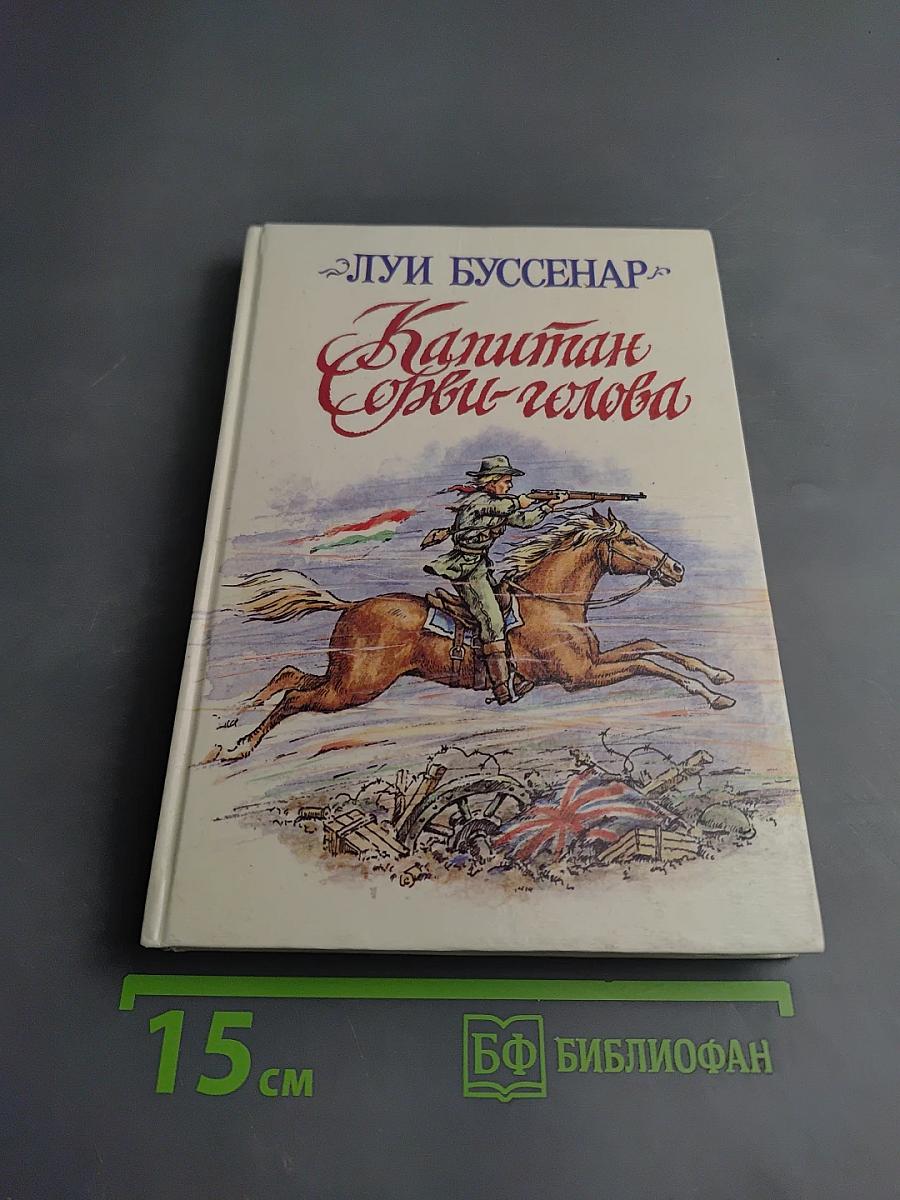 ЛУИ БУССЕНАР
Капитан
Сорви-голова
15 см
БФ БИБЛИОФАН